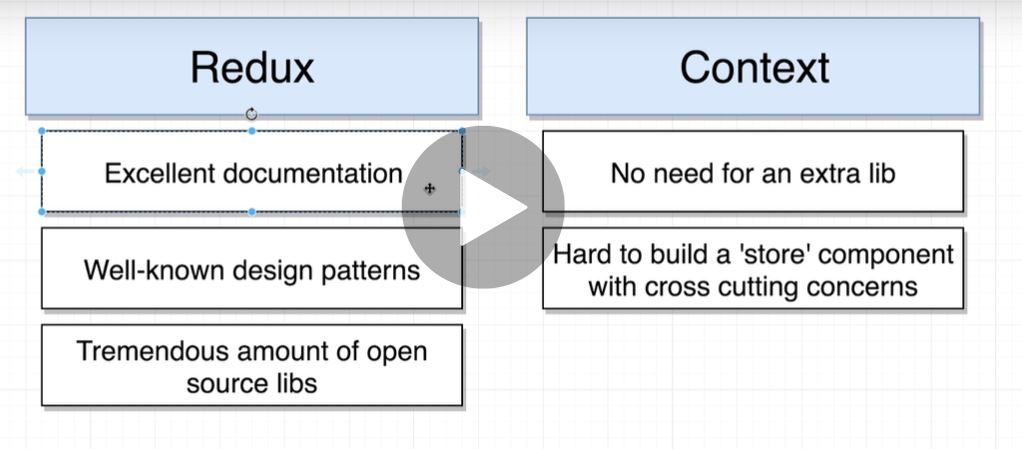 Redux
Excellent documentation
Well-known design patterns
Tremendous amount of open
source libs
Context
No need for an extra lib
Hard to build a 'store' component
with cross cutting concerns